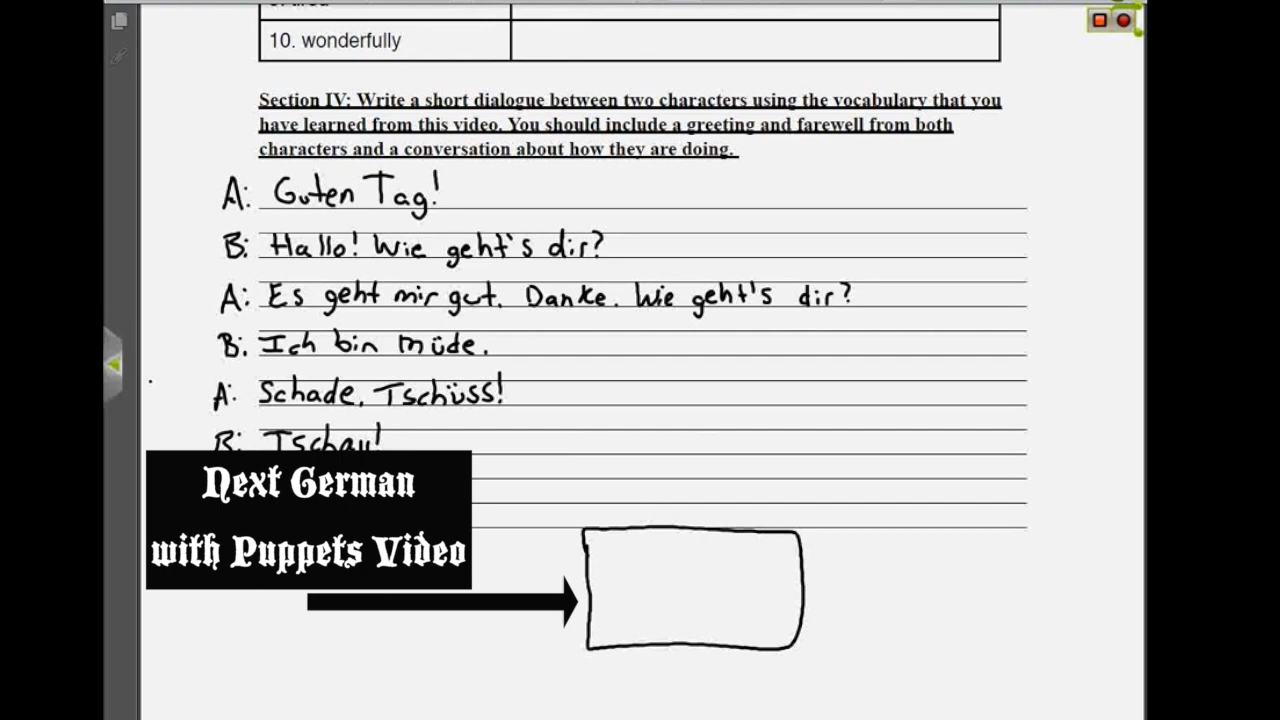 10. wonderfully
Section IV: Write a short dialogue between two characters using the vocabulary that you
have learned from this video. You should include a greeting and farewell from both
characters and a conversation about how they are doing.
A: Guten Tag!
B: Hallo! Wie geht's dir?
A: Es geht mir gut. Danke. Wie geht's dir?
B: Ich bin müde.
A: Schade. Tschüss!
B: Tschau!
Next German
with Puppets Video